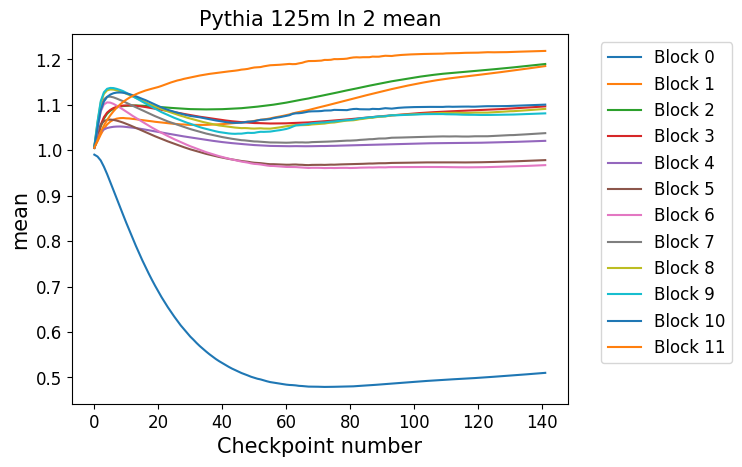 Pythia 125m ln 2 mean
mean
1.2
1.1
1.0
0.9
0.8
0.7
0.6
0.5
0 20 40 60 80 100 120 140
Checkpoint number
Block 0
Block 1
Block 2
Block 3
Block 4
Block 5
Block 6
Block 7
Block 8
Block 9
Block 10
Block 11